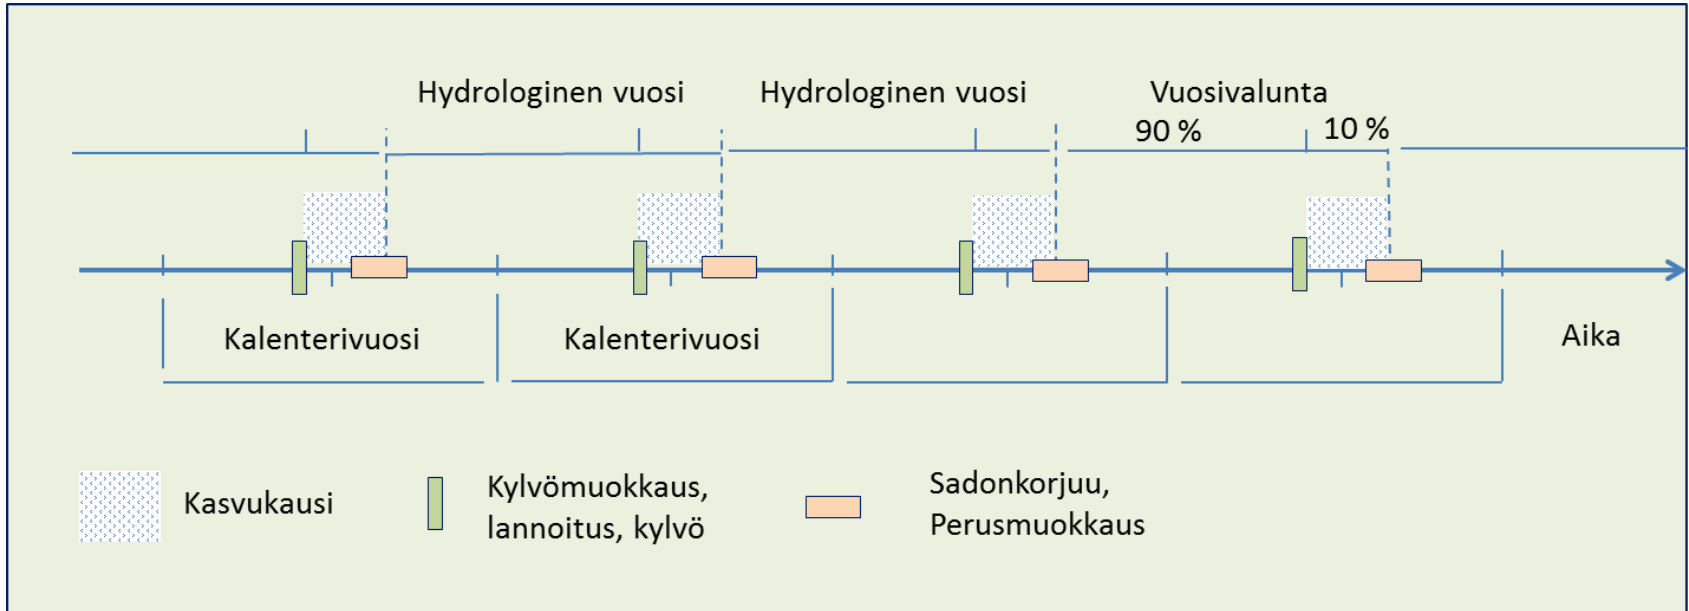 Hydrologinen vuosi
Hydrologinen vuosi
Vuosivalunta
90 %
10 %
Kalenterivuosi
Kalenterivuosi
Aika
Kasvukausi
Kylvömuokkaus,
lannoitus, kylvö
Sadonkorjuu,
Perusmuokkaus